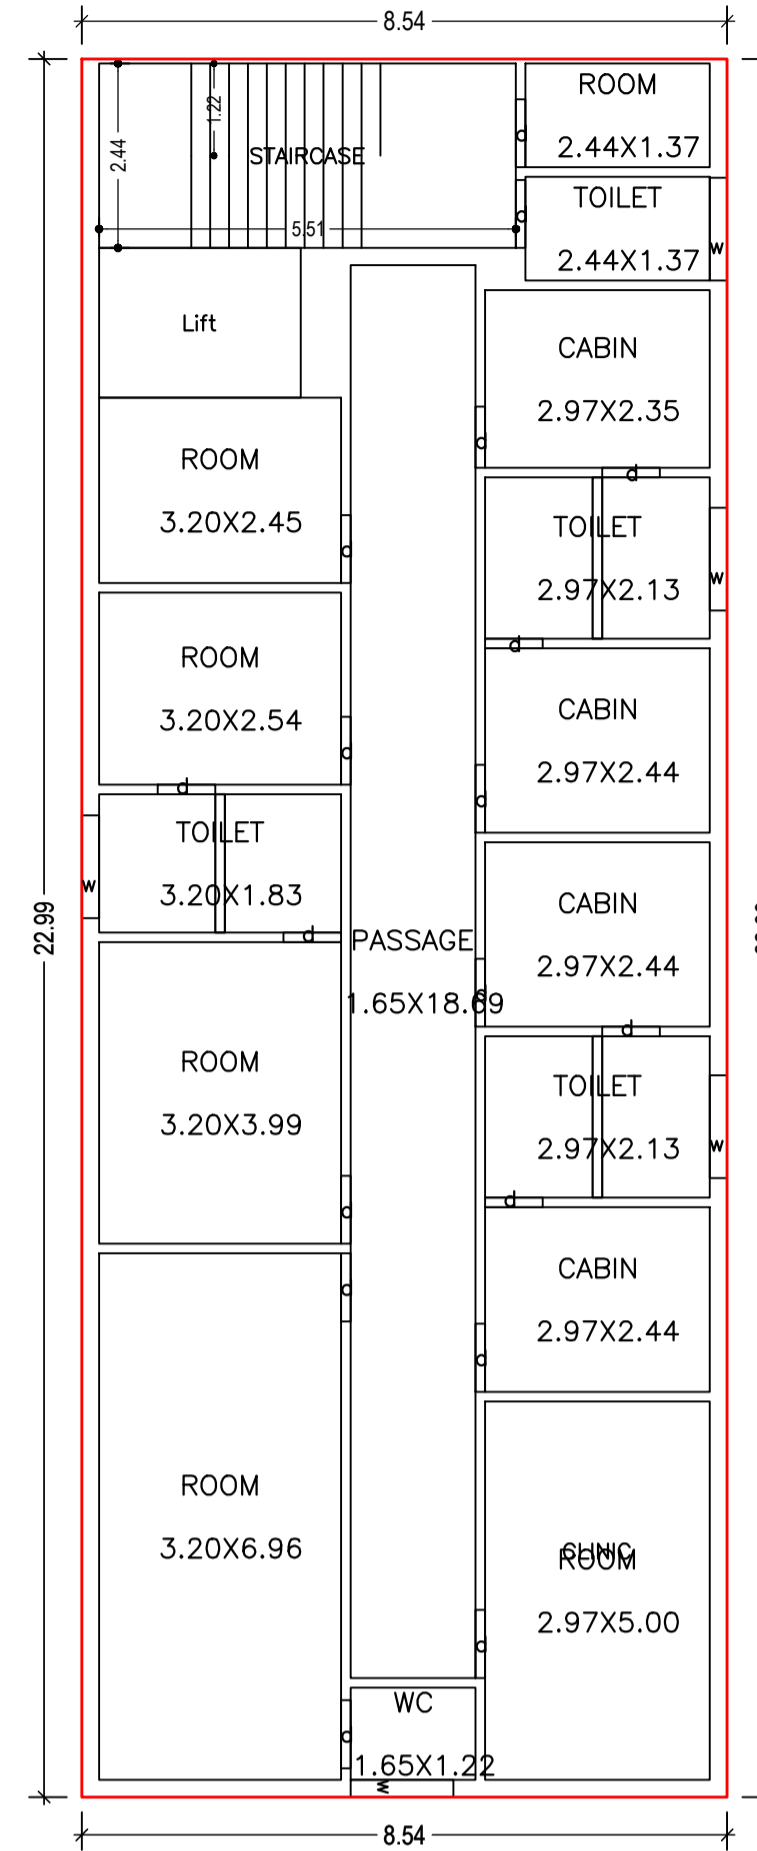 8.54
ROOM
2.44X1.37
1.22
2.44
STAIRCASE
d
TOILET
2.44X1.37
d
w
5.51
Lift
CABIN
2.97X2.35
d
ROOM
3.20X2.45
d
d
TOILET
2.97X2.13
w
d
ROOM
3.20X2.54
d
CABIN
2.97X2.44
d
d
TOILET
3.20X1.83
w
d
CABIN
2.97X2.44
d
22.99
PASSAGE
1.65X18.69
d
TOILET
2.97X2.13
w
d
ROOM
3.20X3.99
d
d
CABIN
2.97X2.44
d
ROOM
3.20X6.96
CLINIC
ROOM
2.97X5.00
d
WC
1.65X1.22
d
w
8.54